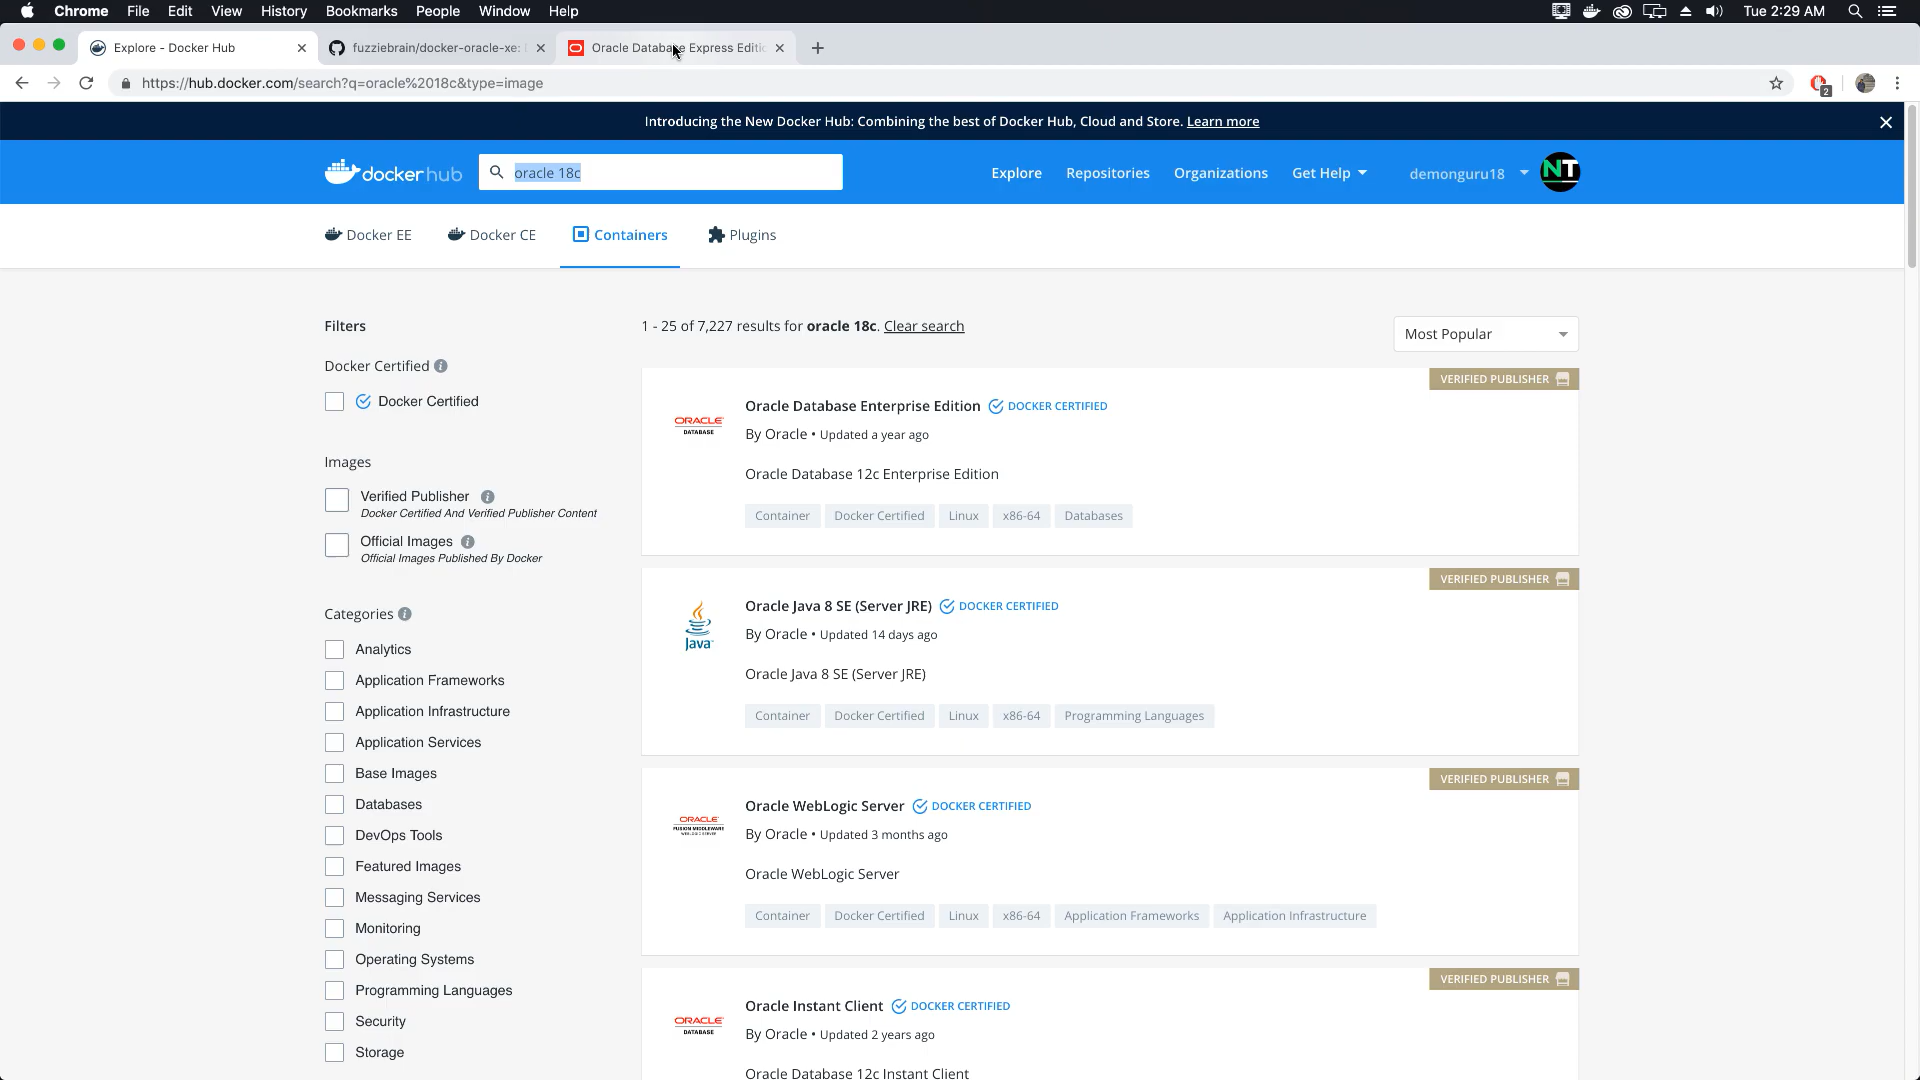 Chrome File Edit View History Bookmarks People Window Help Tue 2:29 AM
Explore - Docker Hub fuzziebrain/docker-oracle-xe: Oracle Database Express Editi
https://hub.docker.com/search?q=oracle%2018c&type=image 2
Introducing the New Docker Hub: Combining the best of Docker Hub, Cloud and Store. Learn more
docker hub oracle 18c Explore Repositories Organizations Get Help demonguru18 NT
Docker EE Docker CE Containers Plugins
Filters
Docker Certified
Docker Certified
Images
Verified Publisher
Docker Certified And Verified Publisher Content
Official Images
Official Images Published By Docker
Categories
Analytics
Application Frameworks
Application Infrastructure
Application Services
Base Images
Databases
DevOps Tools
Featured Images
Messaging Services
Monitoring
Operating Systems
Programming Languages
Security
Storage
1 - 25 of 7,227 results for oracle 18c. Clear search
Most Popular
VERIFIED PUBLISHER
ORACLE
DATABASE
Oracle Database Enterprise Edition DOCKER CERTIFIED
By Oracle • Updated a year ago
Oracle Database 12c Enterprise Edition
Container Docker Certified Linux x86-64 Databases
VERIFIED PUBLISHER
Java
Oracle Java 8 SE (Server JRE) DOCKER CERTIFIED
By Oracle • Updated 14 days ago
Oracle Java 8 SE (Server JRE)
Container Docker Certified Linux x86-64 Programming Languages
VERIFIED PUBLISHER
ORACLE
FUSION MIDDLEWARE
WEBLOGIC SERVER
Oracle WebLogic Server DOCKER CERTIFIED
By Oracle • Updated 3 months ago
Oracle WebLogic Server
Container Docker Certified Linux x86-64 Application Frameworks Application Infrastructure
VERIFIED PUBLISHER
ORACLE
DATABASE
Oracle Instant Client DOCKER CERTIFIED
By Oracle • Updated 2 years ago
Oracle Database 12c Instant Client